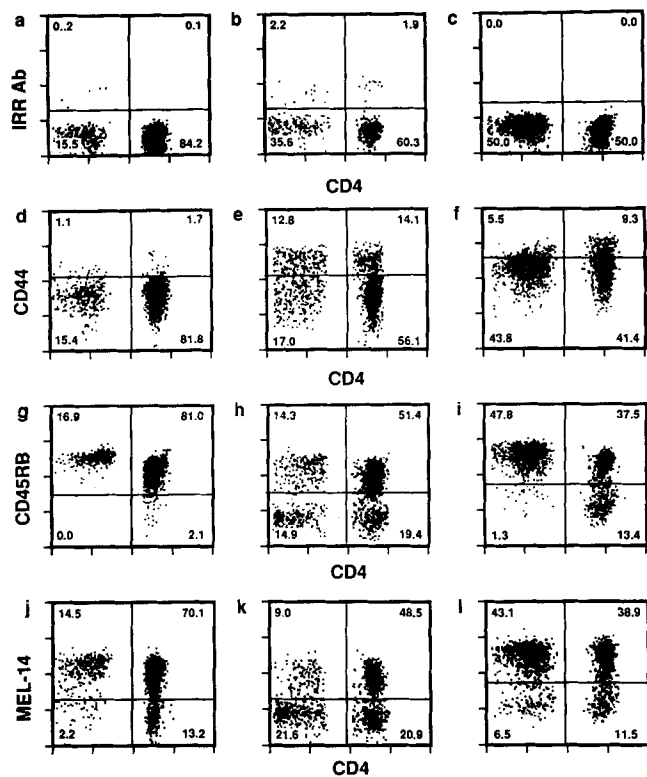 a
b
c
IRR Ab
0..2 0.1
2.2 1.9
0.0 0.0
15.5 84.2
35.6 60.3
50.0 50.0
CD4
d
e
f
CD44
1.1 1.7
12.8 14.1
5.5 9.3
15.4 81.8
17.0 56.1
43.8 41.4
CD4
g
h
i
CD45RB
16.9 81.0
14.3 51.4
47.8 37.5
0.0 2.1
14.9 19.4
1.3 13.4
CD4
j
k
l
MEL-14
14.5 70.1
9.0 48.5
43.1 38.9
2.2 13.2
21.6 20.9
6.5 11.5
CD4